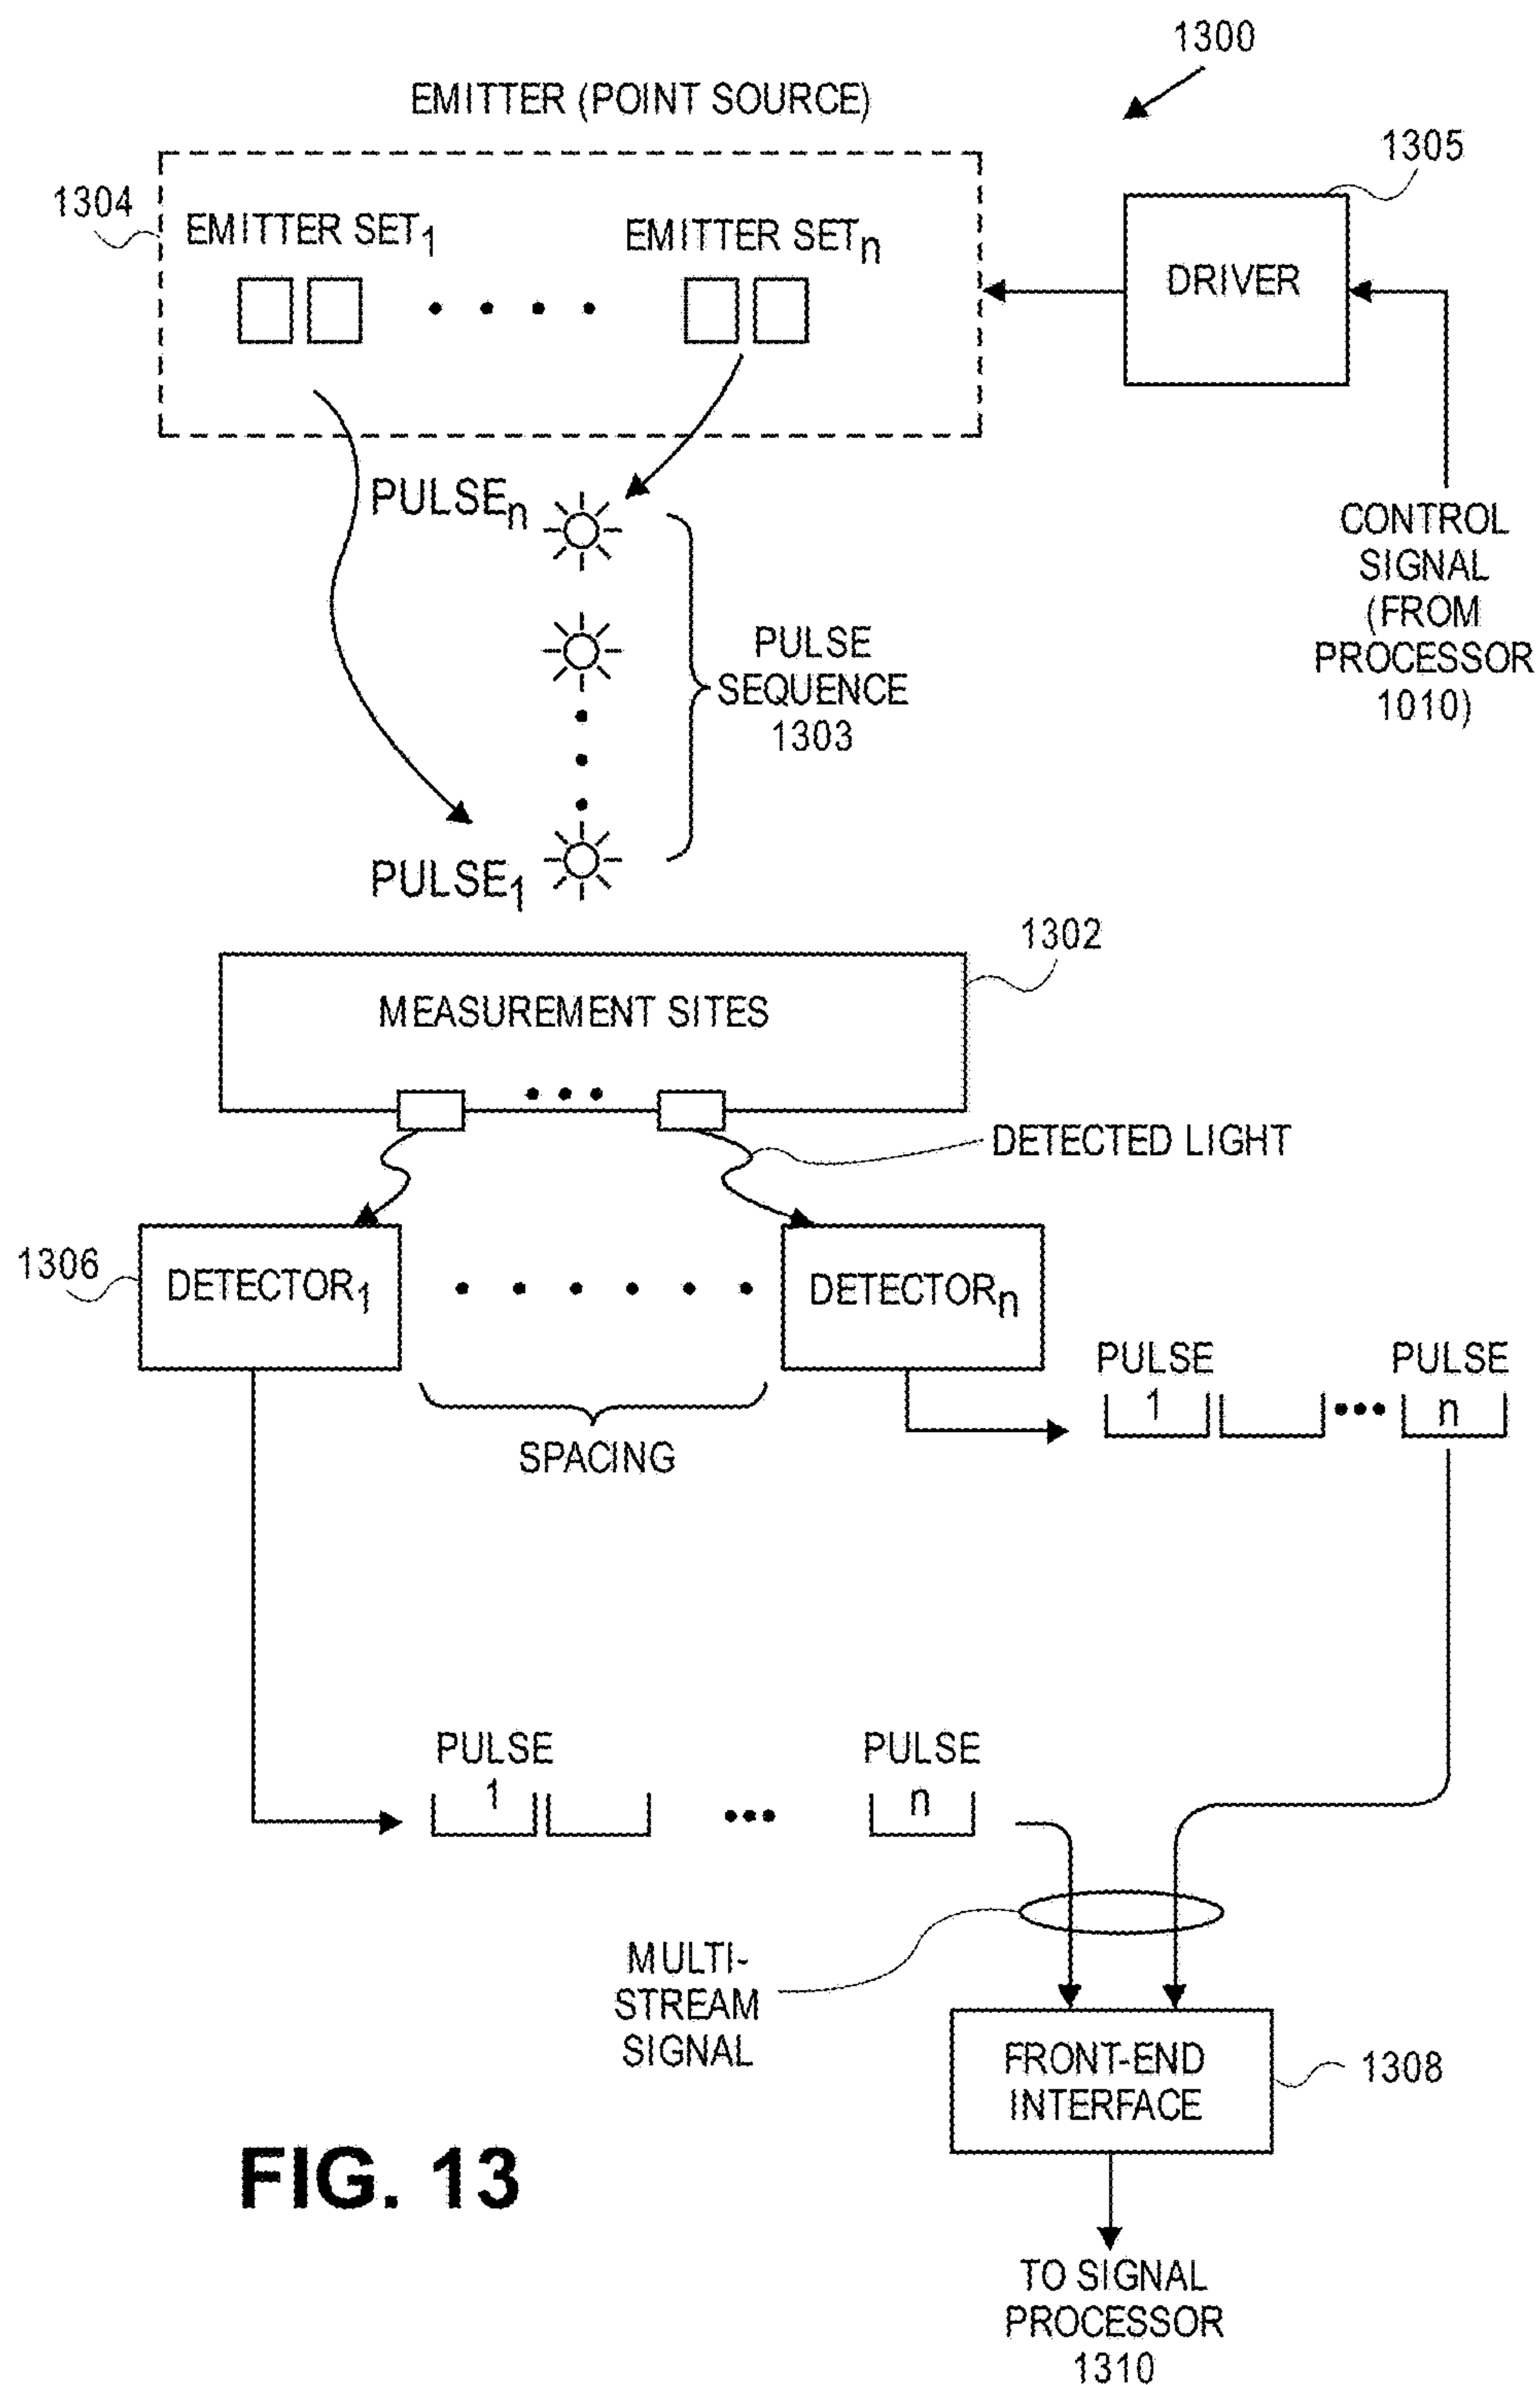 1300
EMITTER (POINT SOURCE)
1305
1304
EMITTER SET1
EMITTER SETn
DRIVER
PULSEn
CONTROL
SIGNAL
(FROM
PROCESSOR
1010)
PULSE
SEQUENCE
1303
PULSE1
1302
MEASUREMENT SITES
DETECTED LIGHT
1306
DETECTOR1
DETECTORn
PULSE
1
PULSE
n
SPACING
PULSE
1
PULSE
n
MULTI-
STREAM
SIGNAL
FRONT-END
INTERFACE
1308
FIG. 13
TO SIGNAL
PROCESSOR
1310